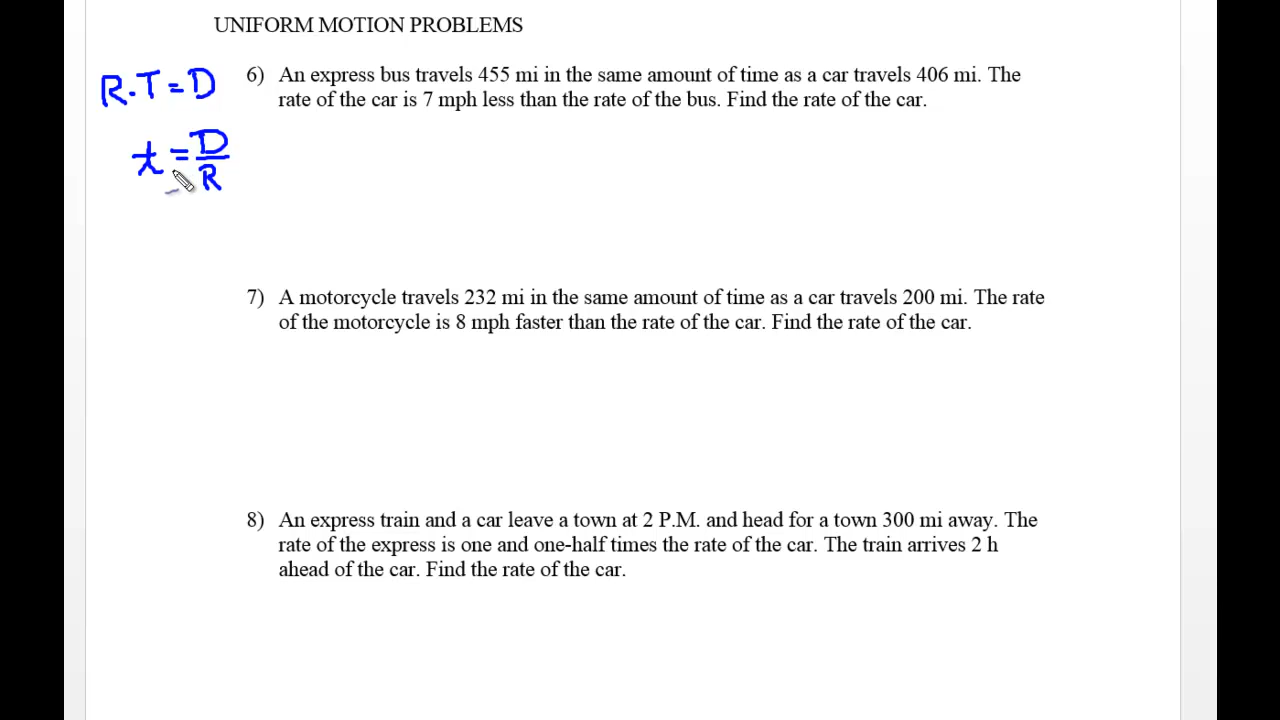 UNIFORM MOTION PROBLEMS
R·T=D
t=D/R
6) An express bus travels 455 mi in the same amount of time as a car travels 406 mi. The
rate of the car is 7 mph less than the rate of the bus. Find the rate of the car.
7) A motorcycle travels 232 mi in the same amount of time as a car travels 200 mi. The rate
of the motorcycle is 8 mph faster than the rate of the car. Find the rate of the car.
8) An express train and a car leave a town at 2 P.M. and head for a town 300 mi away. The
rate of the express is one and one-half times the rate of the car. The train arrives 2 h
ahead of the car. Find the rate of the car.